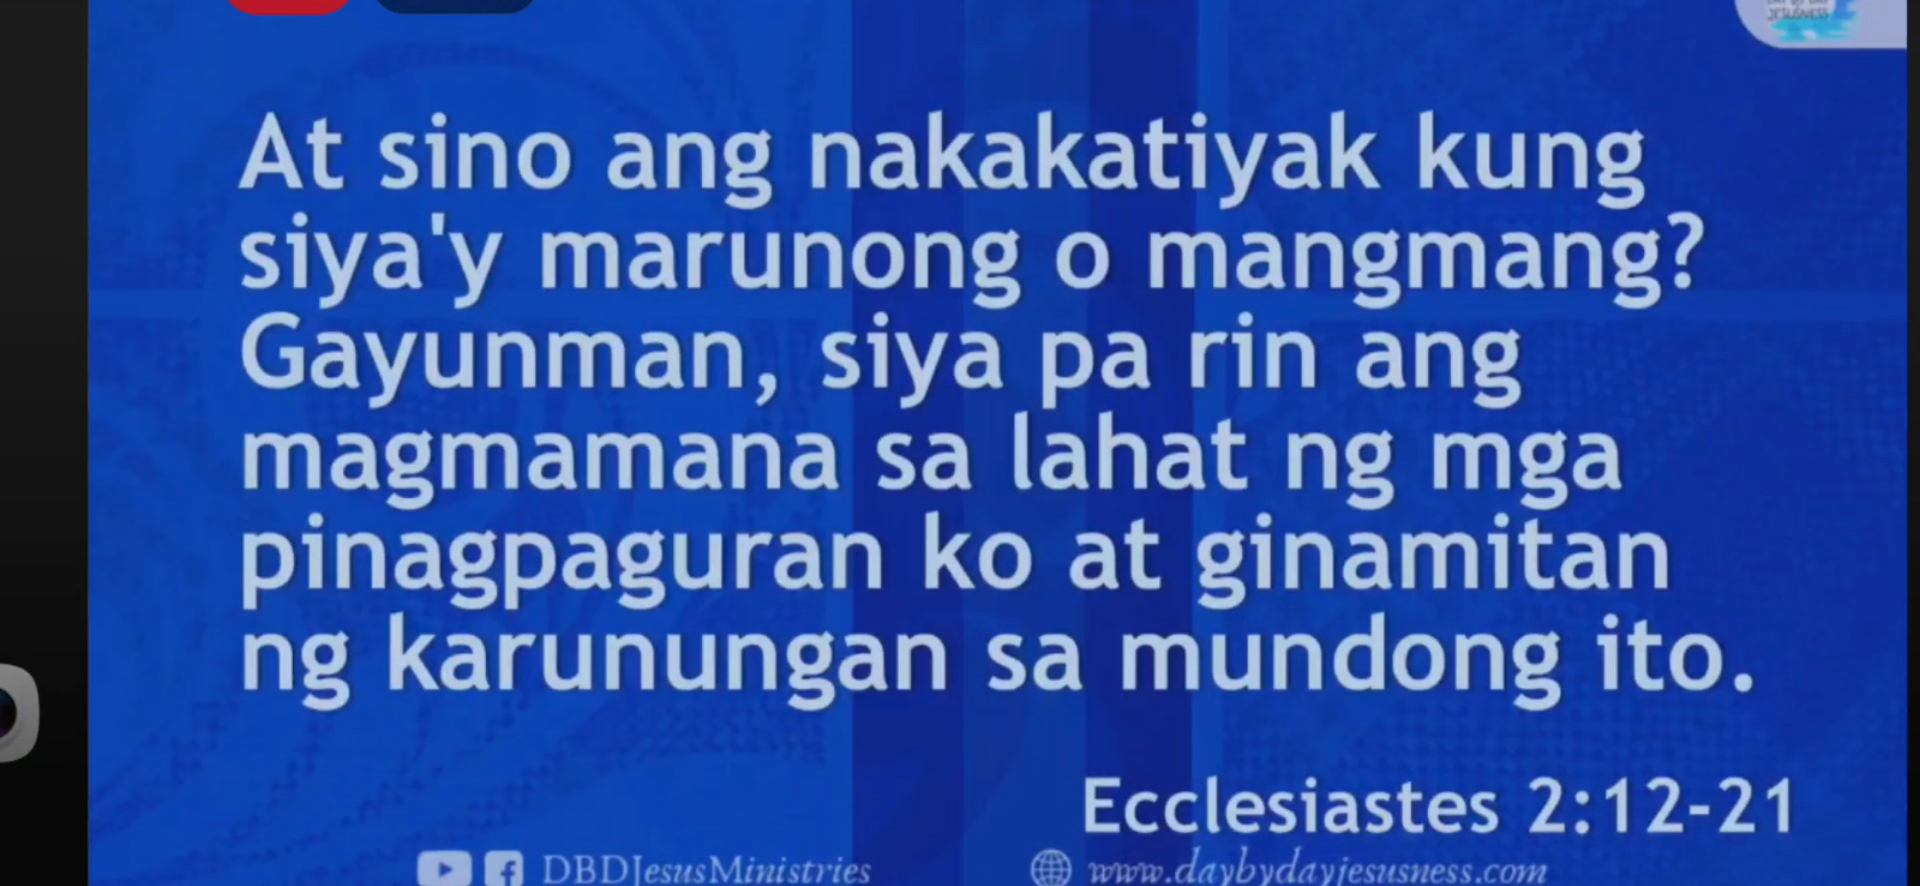 At sino ang nakakatiyak kung
siya'y marunong o mangmang?
Gayunman, siya pa rin ang
magmamana sa lahat ng mga
pinagpaguran ko at ginamitan
ng karunungan sa mundong ito.
Ecclesiastes 2:12-21
DBDJesusMinistries
www.daybydayjesusness.com